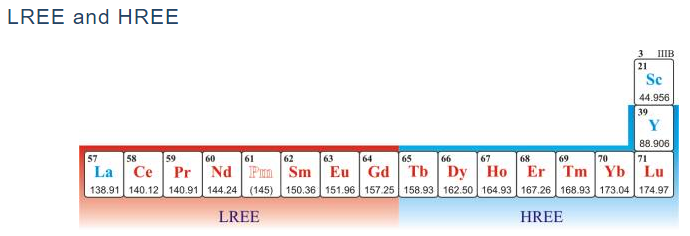 LREE and HREE
3 IIIB
21
Sc
44.956
39
Y
88.906
57 58 59 60 61 62 63 64 65 66 67 68 69 70 71
La Ce Pr Nd Pm Sm Eu Gd Tb Dy Ho Er Tm Yb Lu
138.91 140.12 140.91 144.24 (145) 150.36 151.96 157.25 158.93 162.50 164.93 167.26 168.93 173.04 174.97
LREE HREE